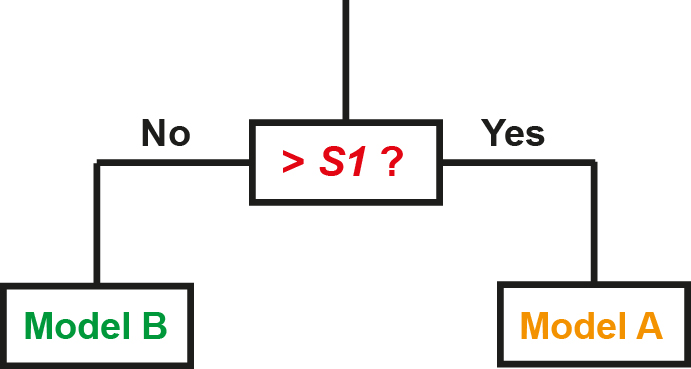 No
Yes
> S1 ?
Model B
Model A